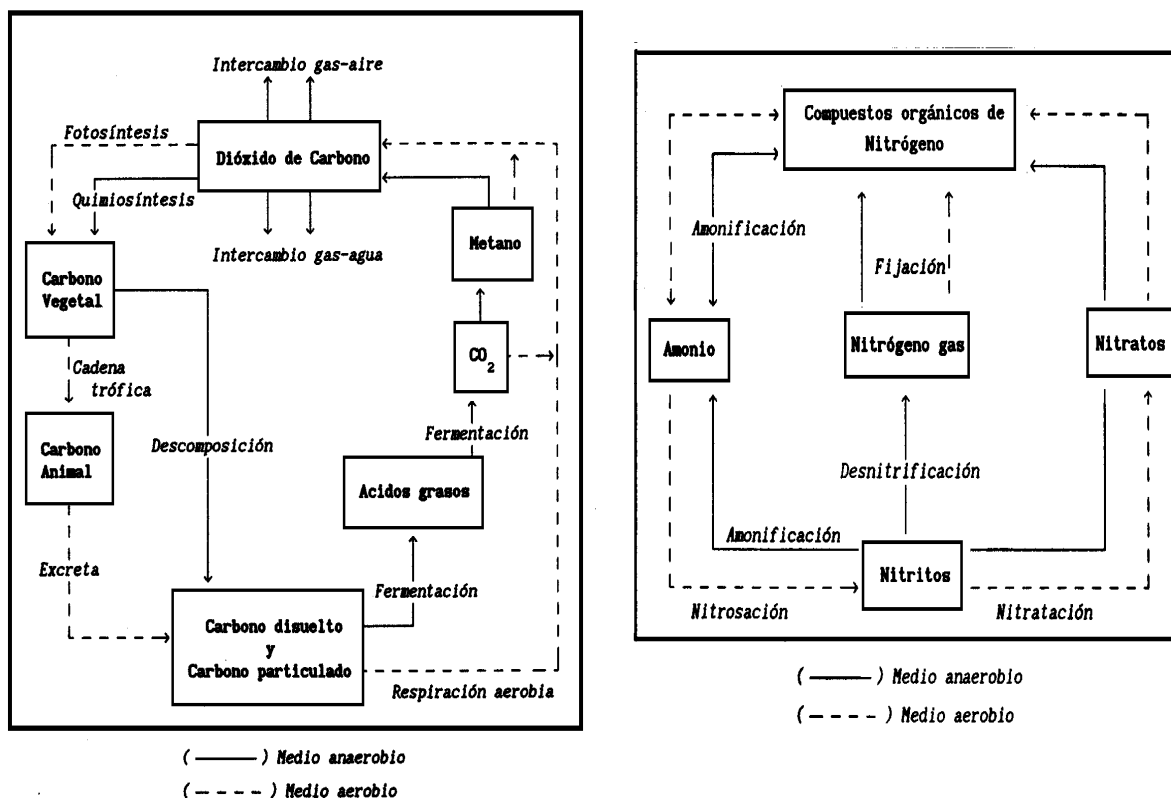 Intercambio gas-aire
Fotosíntesis
Dióxido de Carbono
Quimiosíntesis
Intercambio gas-agua
Metano
Carbono
Vegetal
CO2
Cadena
trófica
Carbono
Animal
Descomposición
Fermentación
Acidos grasos
Excreta
Fermentación
Carbono disuelto
y
Carbono particulado
Respiración aerobia
( ——— ) Medio anaerobio
( - - - - ) Medio aerobio
Compuestos orgánicos de
Nitrógeno
Amonificación
Fijación
Amonio
Nitrógeno gas
Nitratos
Desnitrificación
Amonificación
Nitritos
Nitrosación
Nitratación
( ——— ) Medio anaerobio
( - - - - ) Medio aerobio